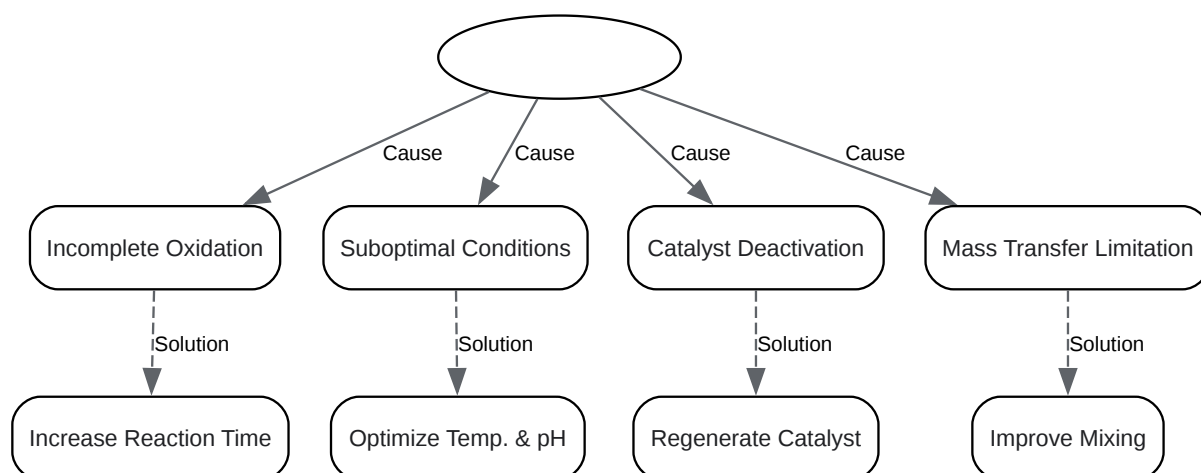 Cause
Cause
Cause
Cause
Incomplete Oxidation
Suboptimal Conditions
Catalyst Deactivation
Mass Transfer Limitation
Solution
Solution
Solution
Solution
Increase Reaction Time
Optimize Temp. & pH
Regenerate Catalyst
Improve Mixing